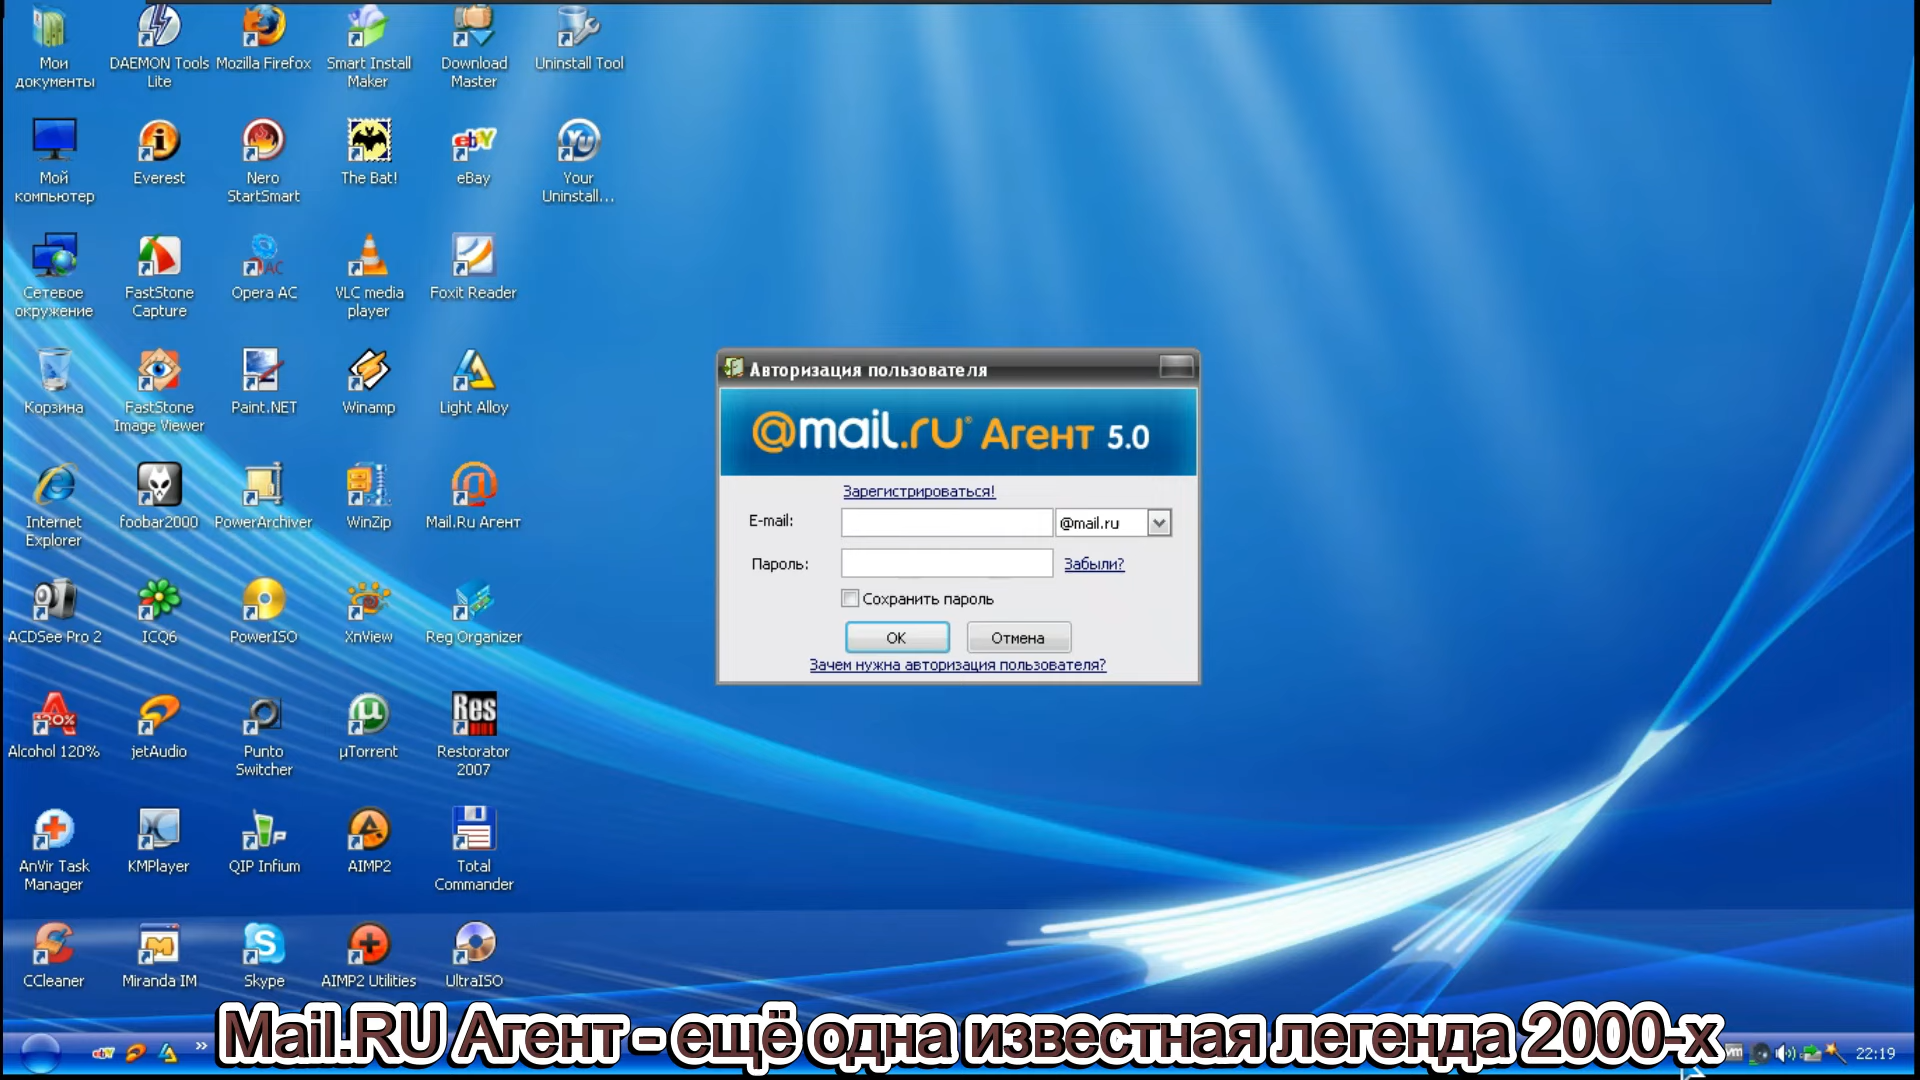 Мои
документы
DAEMON Tools
Lite
Mozilla Firefox
Smart Install
Maker
Download
Master
Uninstall Tool
Мой
компьютер
Everest
Nero
StartSmart
The Bat!
eBay
Your
Uninstall...
Сетевое
окружение
FastStone
Capture
Opera AC
VLC media
player
Foxit Reader
Корзина
FastStone
Image Viewer
Paint.NET
Winamp
Light Alloy
Авторизация пользователя
@mail.ru® Агент 5.0
Зарегистрироваться!
E-mail:
@mail.ru
Пароль:
Забыли?
Сохранить пароль
OK
Отмена
Зачем нужна авторизация пользователя?
Internet
Explorer
foobar2000
PowerArchiver
WinZip
Mail.Ru Агент
ACDSee Pro 2
ICQ6
PowerISO
XnView
Reg Organizer
Alcohol 120%
jetAudio
Punto
Switcher
µTorrent
Res
Restorator
2007
AnVir Task
Manager
KMPlayer
QIP Infium
AIMP2
Total
Commander
CCleaner
Miranda IM
Skype
AIMP2 Utilities
UltraISO
Mail.RU Агент - ещё одна известная легенда 2000-х
22:19